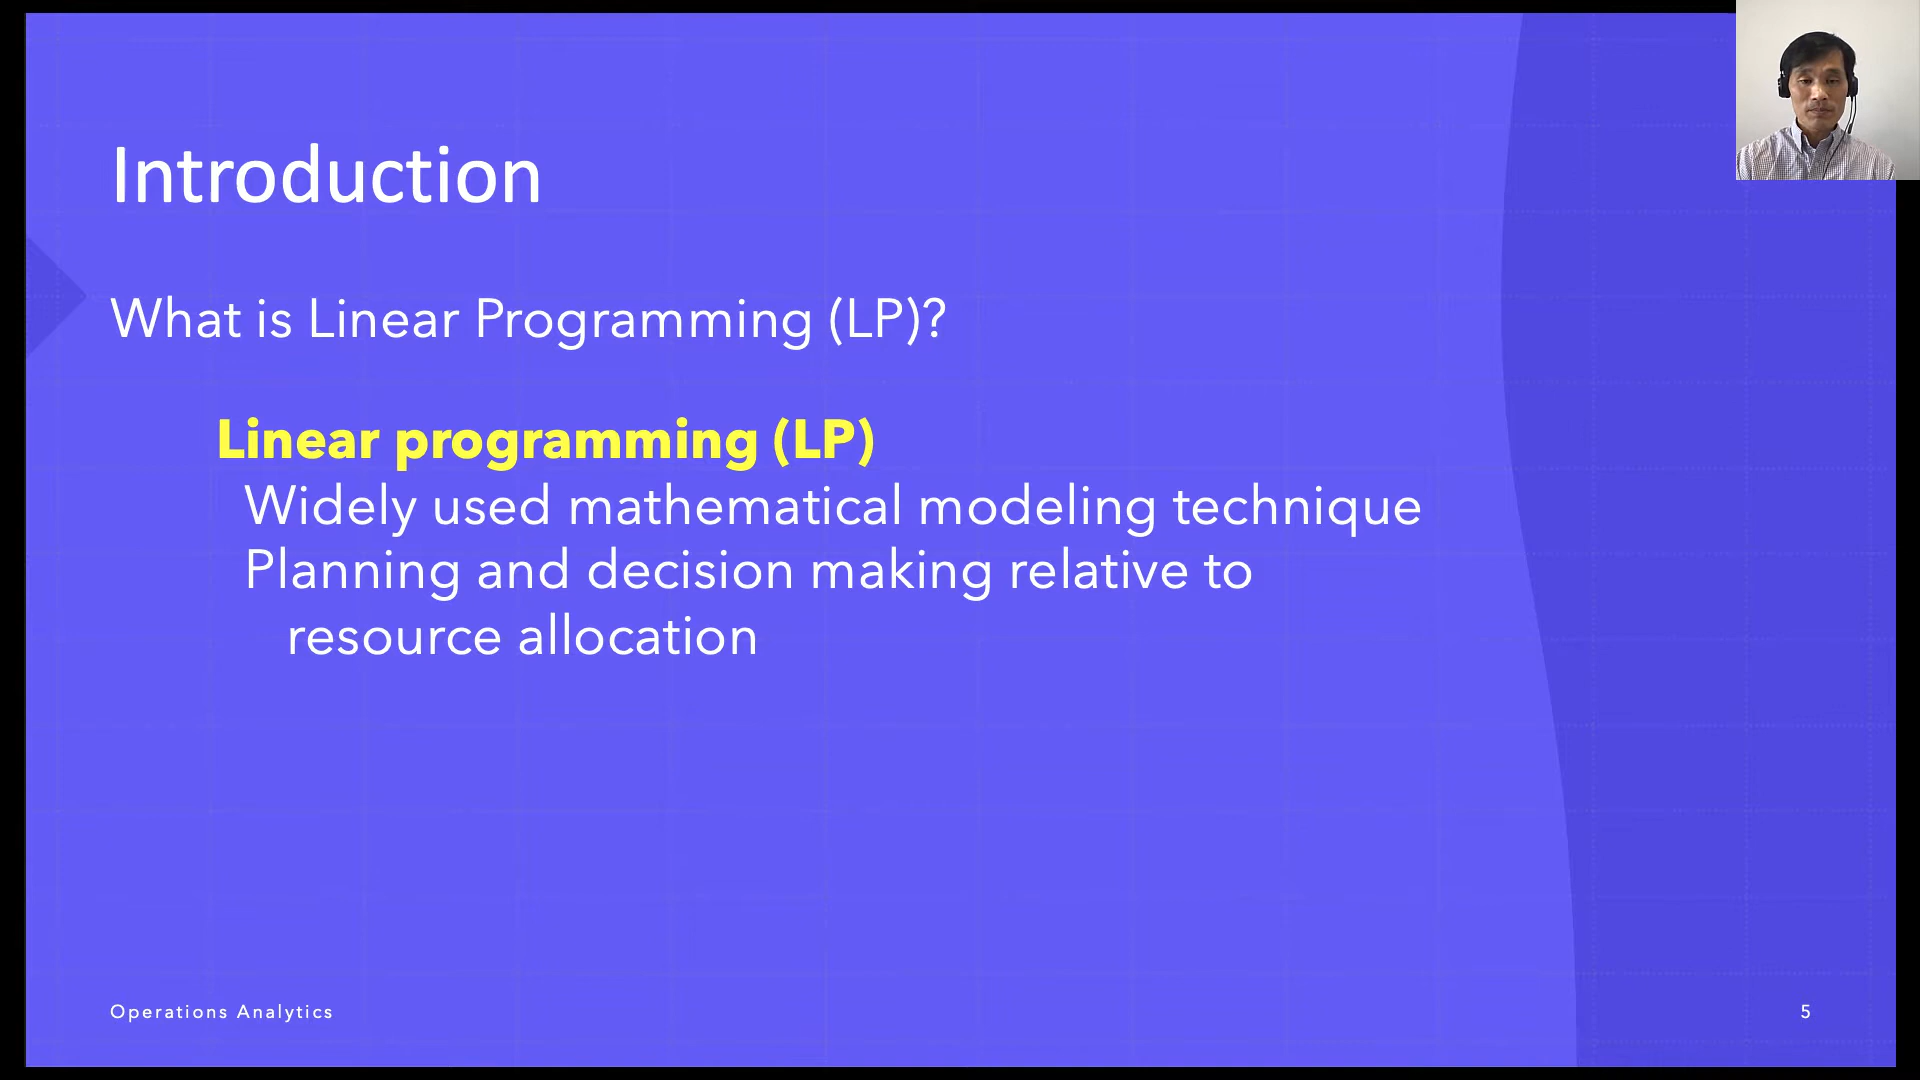 Introduction
What is Linear Programming (LP)?
Linear programming (LP)
Widely used mathematical modeling technique
Planning and decision making relative to
resource allocation
Operations Analytics
5